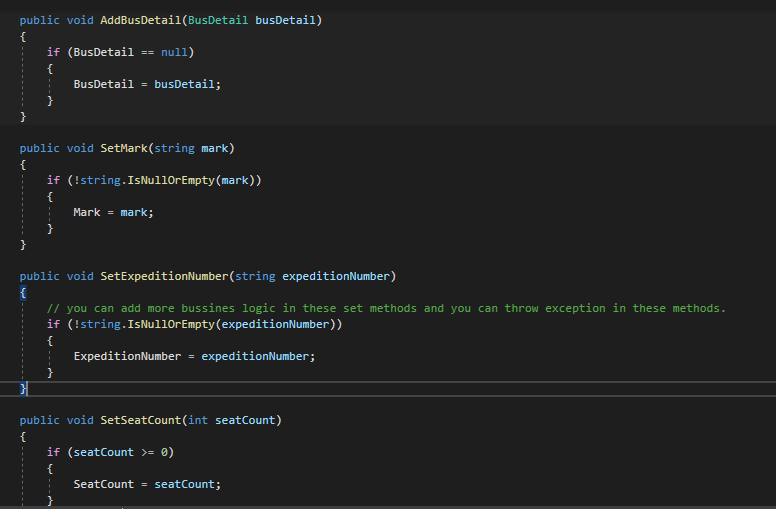 public void AddBusDetail(BusDetail busDetail)
{
if (BusDetail == null)
{
BusDetail = busDetail;
}
}
public void SetMark(string mark)
{
if (!string.IsNullOrEmpty(mark))
{
Mark = mark;
}
}
public void SetExpeditionNumber(string expeditionNumber)
{
// you can add more bussines logic in these set methods and you can throw exception in these methods.
if (!string.IsNullOrEmpty(expeditionNumber))
{
ExpeditionNumber = expeditionNumber;
}
}
public void SetSeatCount(int seatCount)
{
if (seatCount >= 0)
{
SeatCount = seatCount;
}